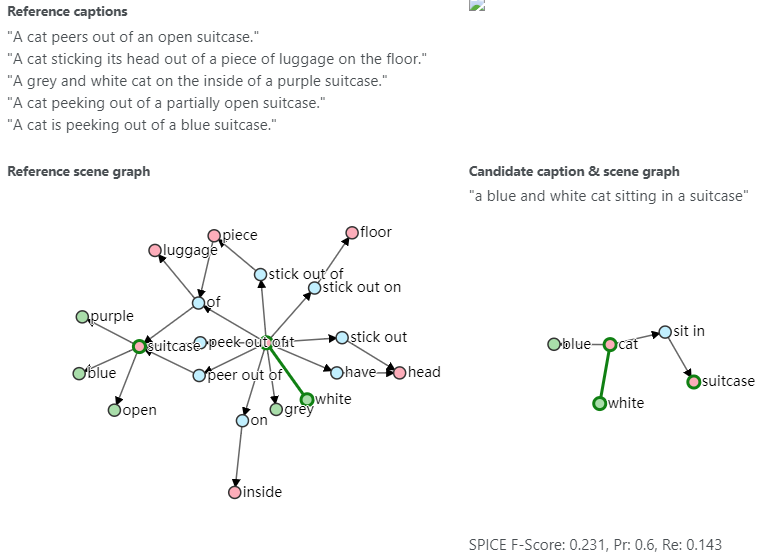 Reference captions
"A cat peers out of an open suitcase."
"A cat sticking its head out of a piece of luggage on the floor."
"A grey and white cat on the inside of a purple suitcase."
"A cat peeking out of a partially open suitcase."
"A cat is peeking out of a blue suitcase."
Reference scene graph
piece
floor
luggage
stick out of
stick out on
of
purple
stick out
suitcase
peek out of
blue
peer out of
have
head
white
open
grey
on
inside
Candidate caption & scene graph
"a blue and white cat sitting in a suitcase"
sit in
blue
cat
suitcase
white
SPICE F-Score: 0.231, Pr: 0.6, Re: 0.143